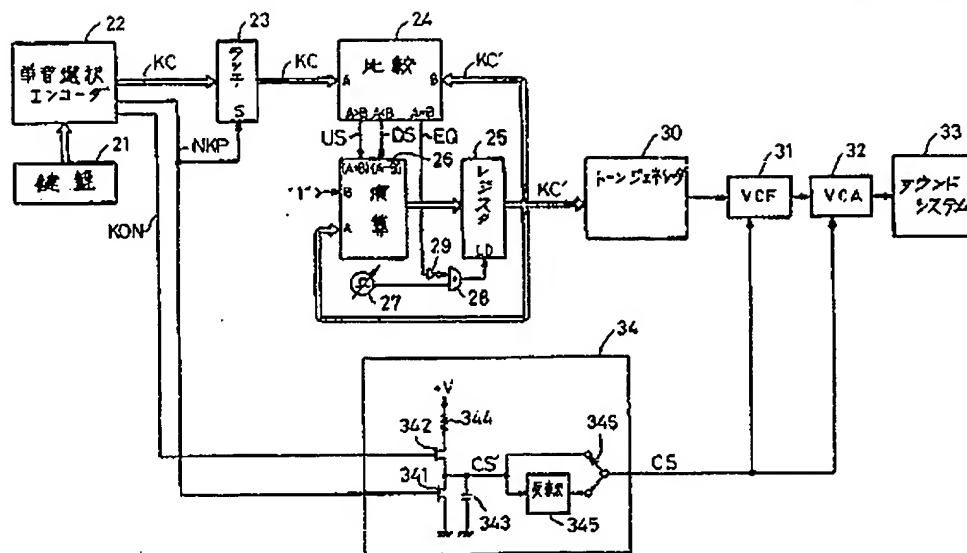 22
単音選択
エンコーダ
KC
23
ラッチ
S
KC
24
比較
A
B
A>B
A<B
A=B
KC'
21
鍵盤
NKP
KON
US
DS
EQ
26
(A+B)
(A-B)
"1"
B
A
演算
25
レジスタ
LD
KC'
27
28
29
30
トーンジェネレータ
31
VCF
32
VCA
33
サウンド
システム
34
+V
344
342
341
343
CS'
反転
345
346
CS